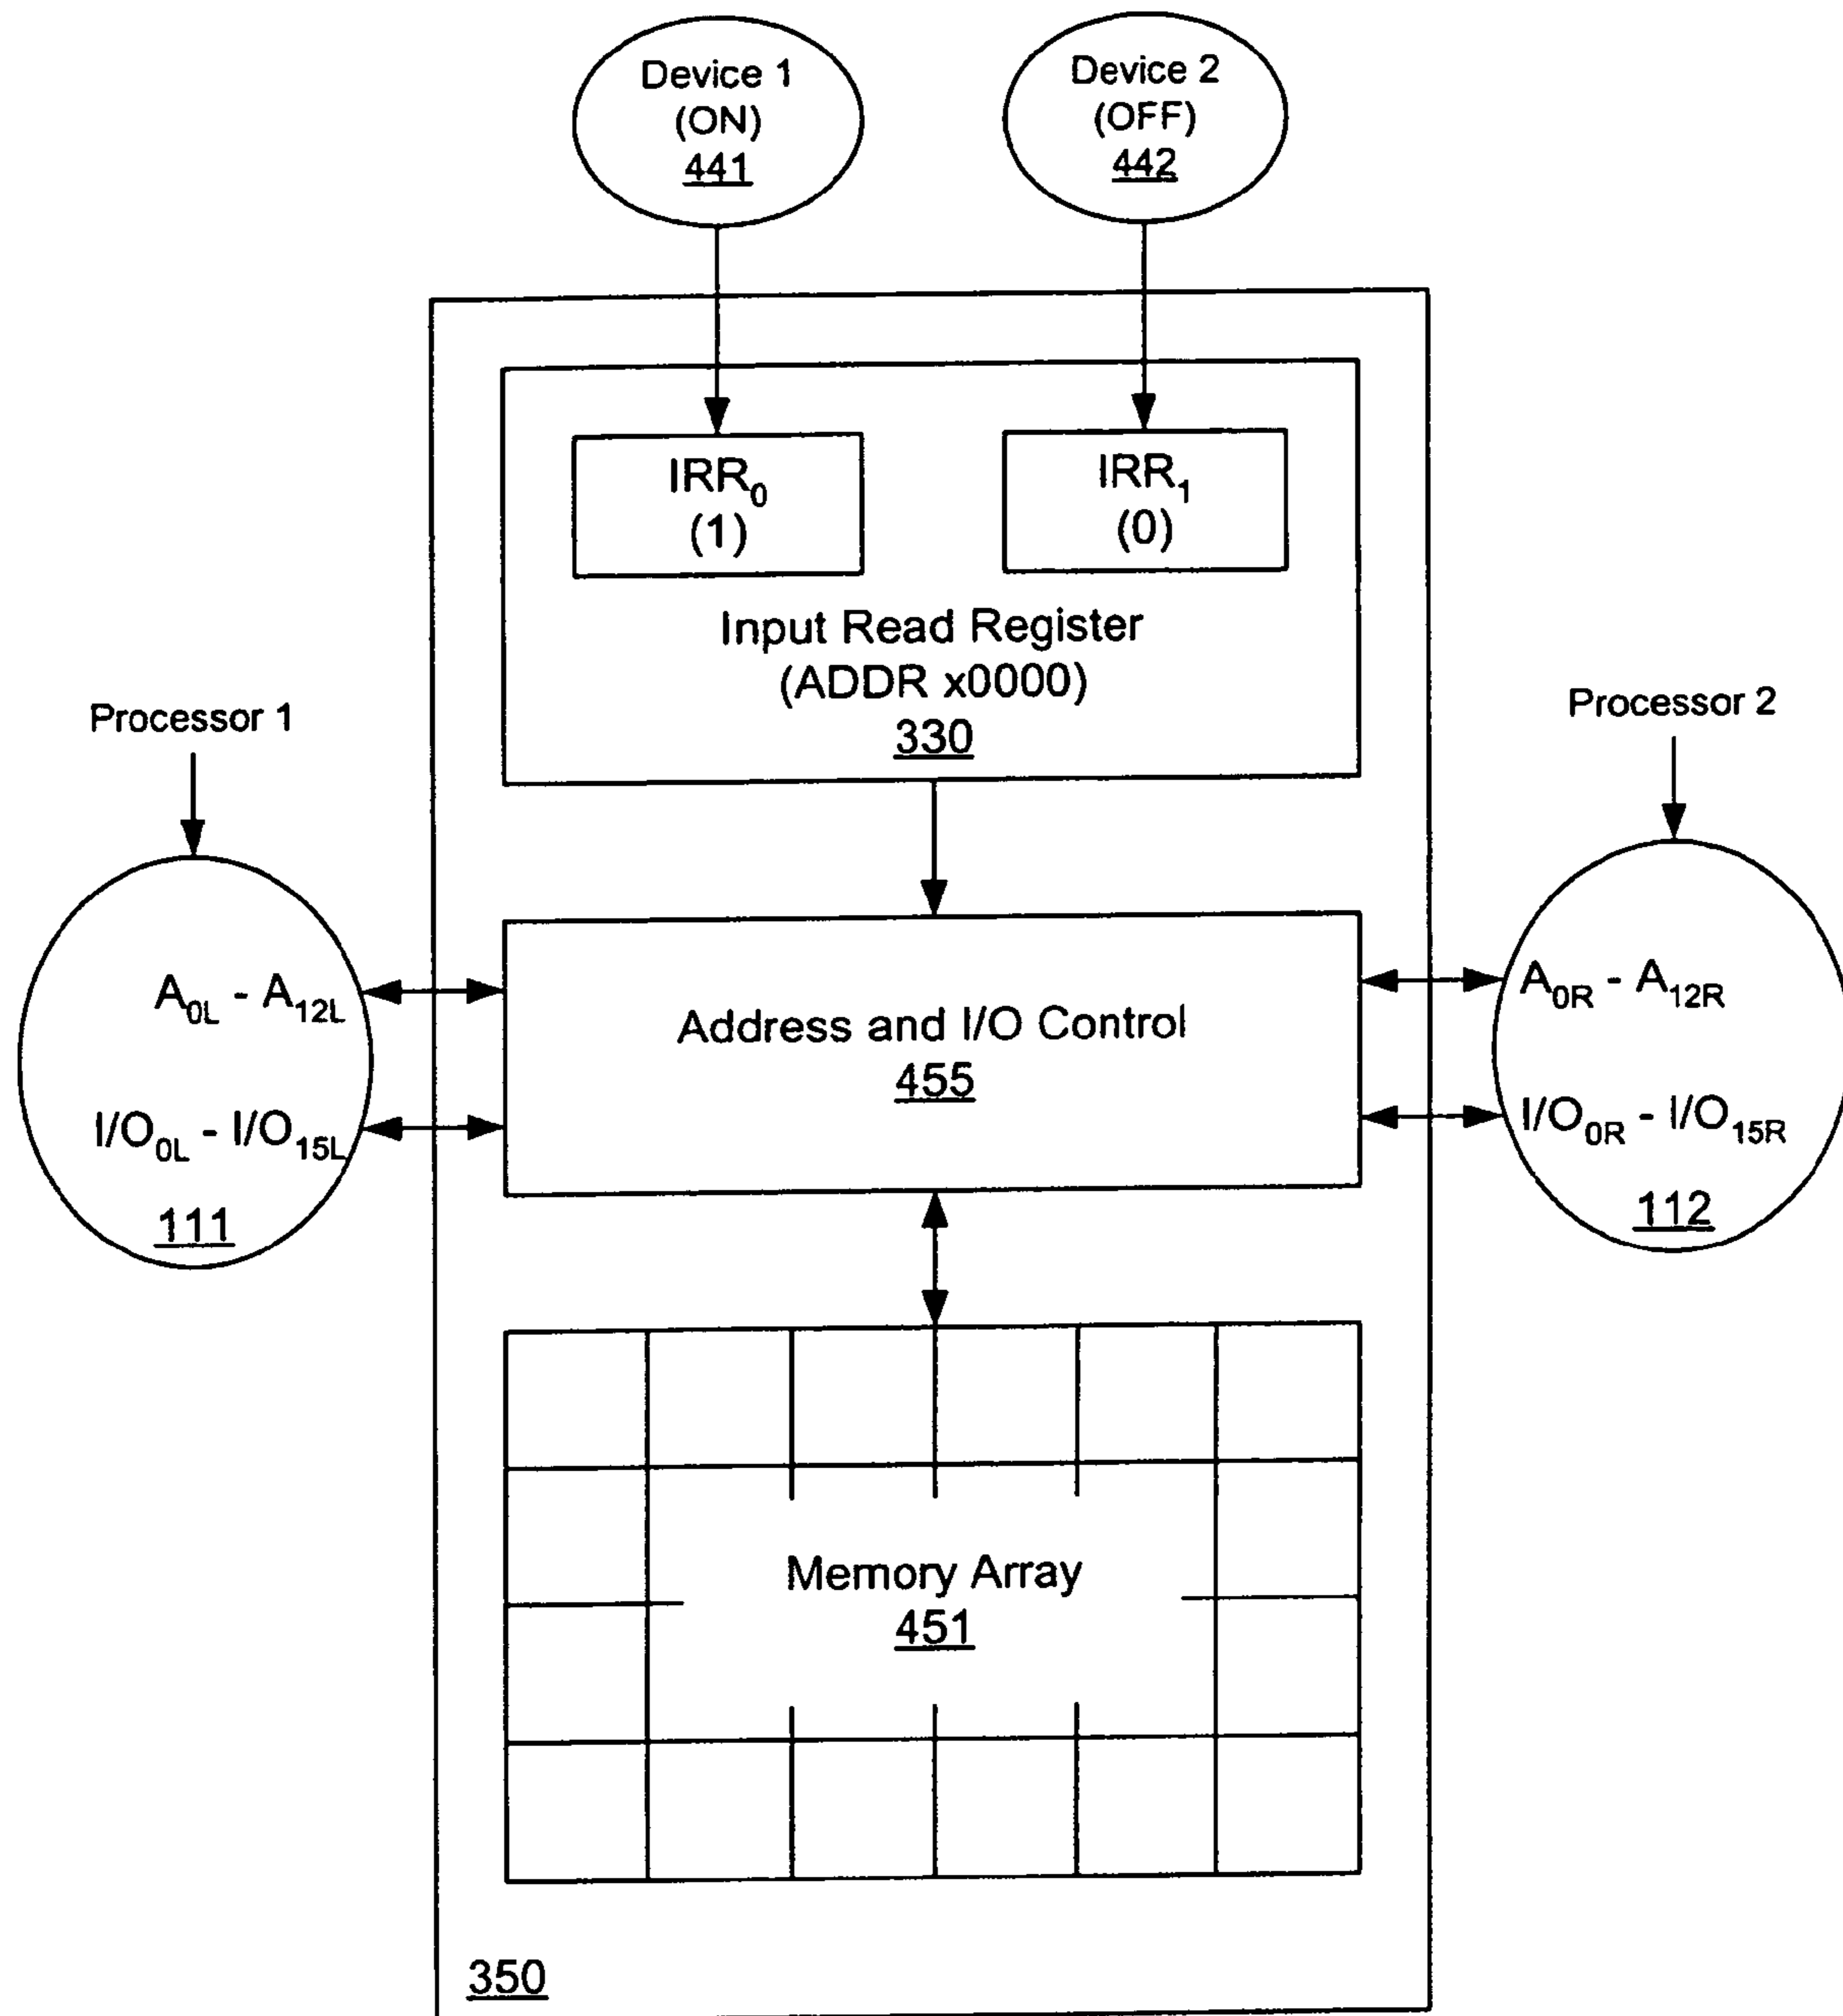 Device 1
(ON)
441
Device 2
(OFF)
442
IRR₀
(1)
IRR₁
(0)
Input Read Register
(ADDR x0000)
330
Processor 1
Processor 2
A₀L - A₁₂L
I/O₀L - I/O₁₅L
111
Address and I/O Control
455
A₀R - A₁₂R
I/O₀R - I/O₁₅R
112
Memory Array
451
350